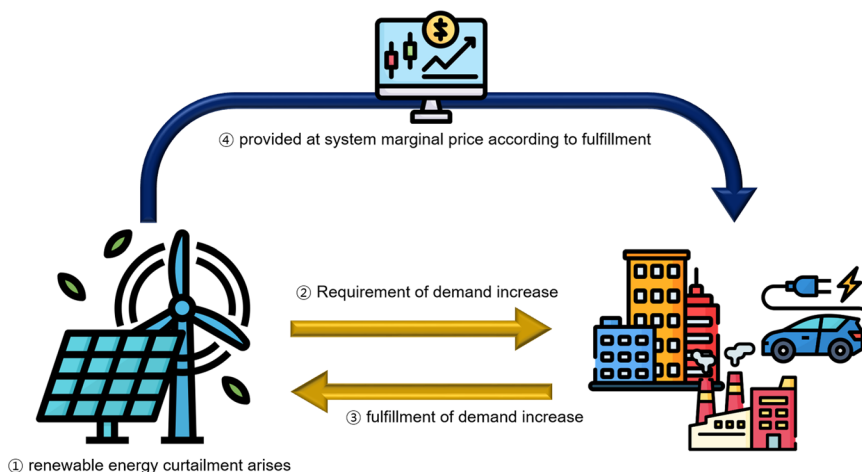 ④ provided at system marginal price according to fulfillment
② Requirement of demand increase
③ fulfillment of demand increase
① renewable energy curtailment arises